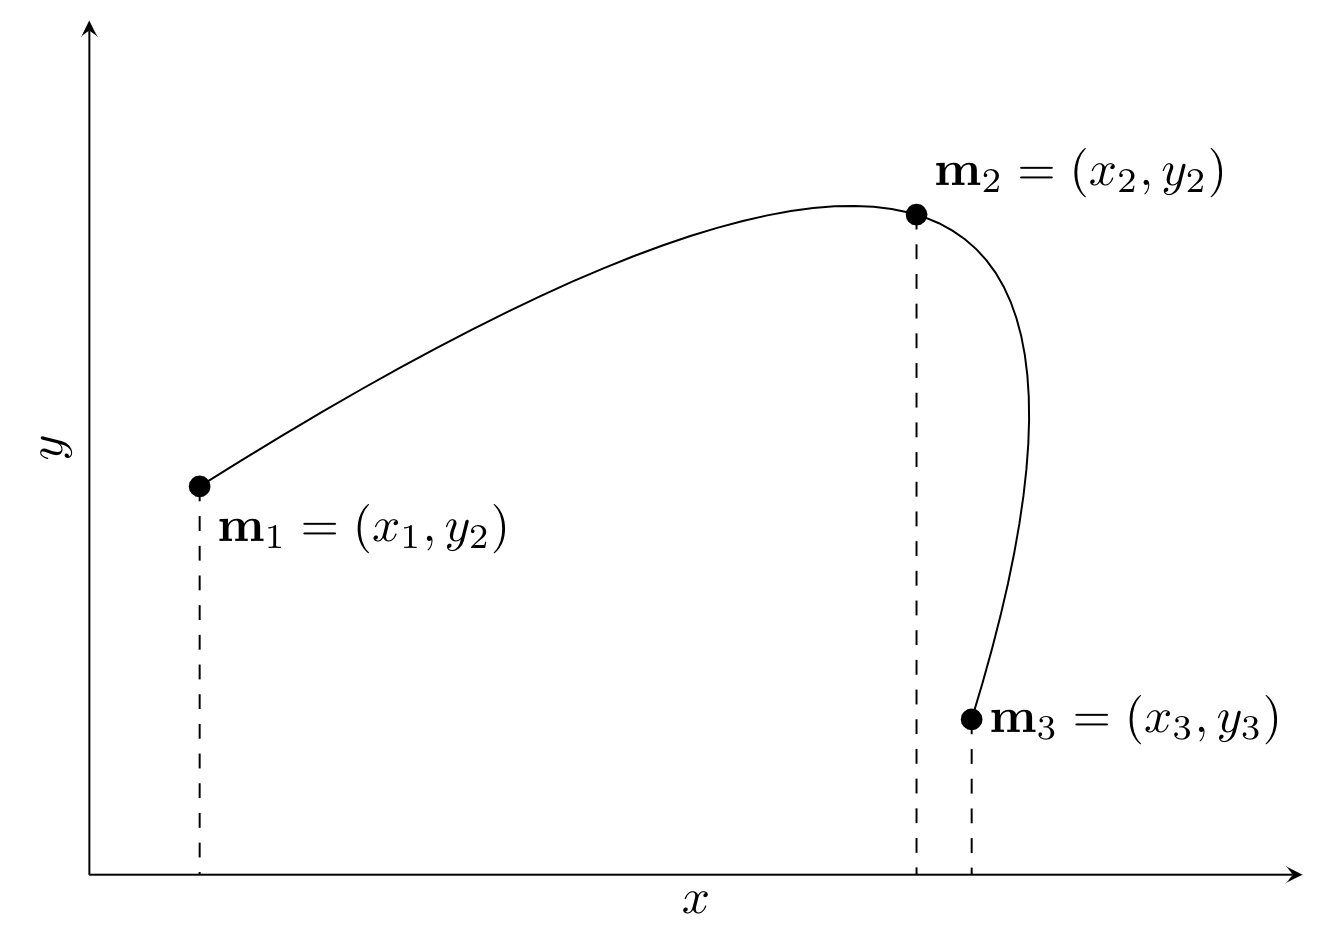 m₂ = (x₂, y₂)
y
m₁ = (x₁, y₂)
m₃ = (x₃, y₃)
x